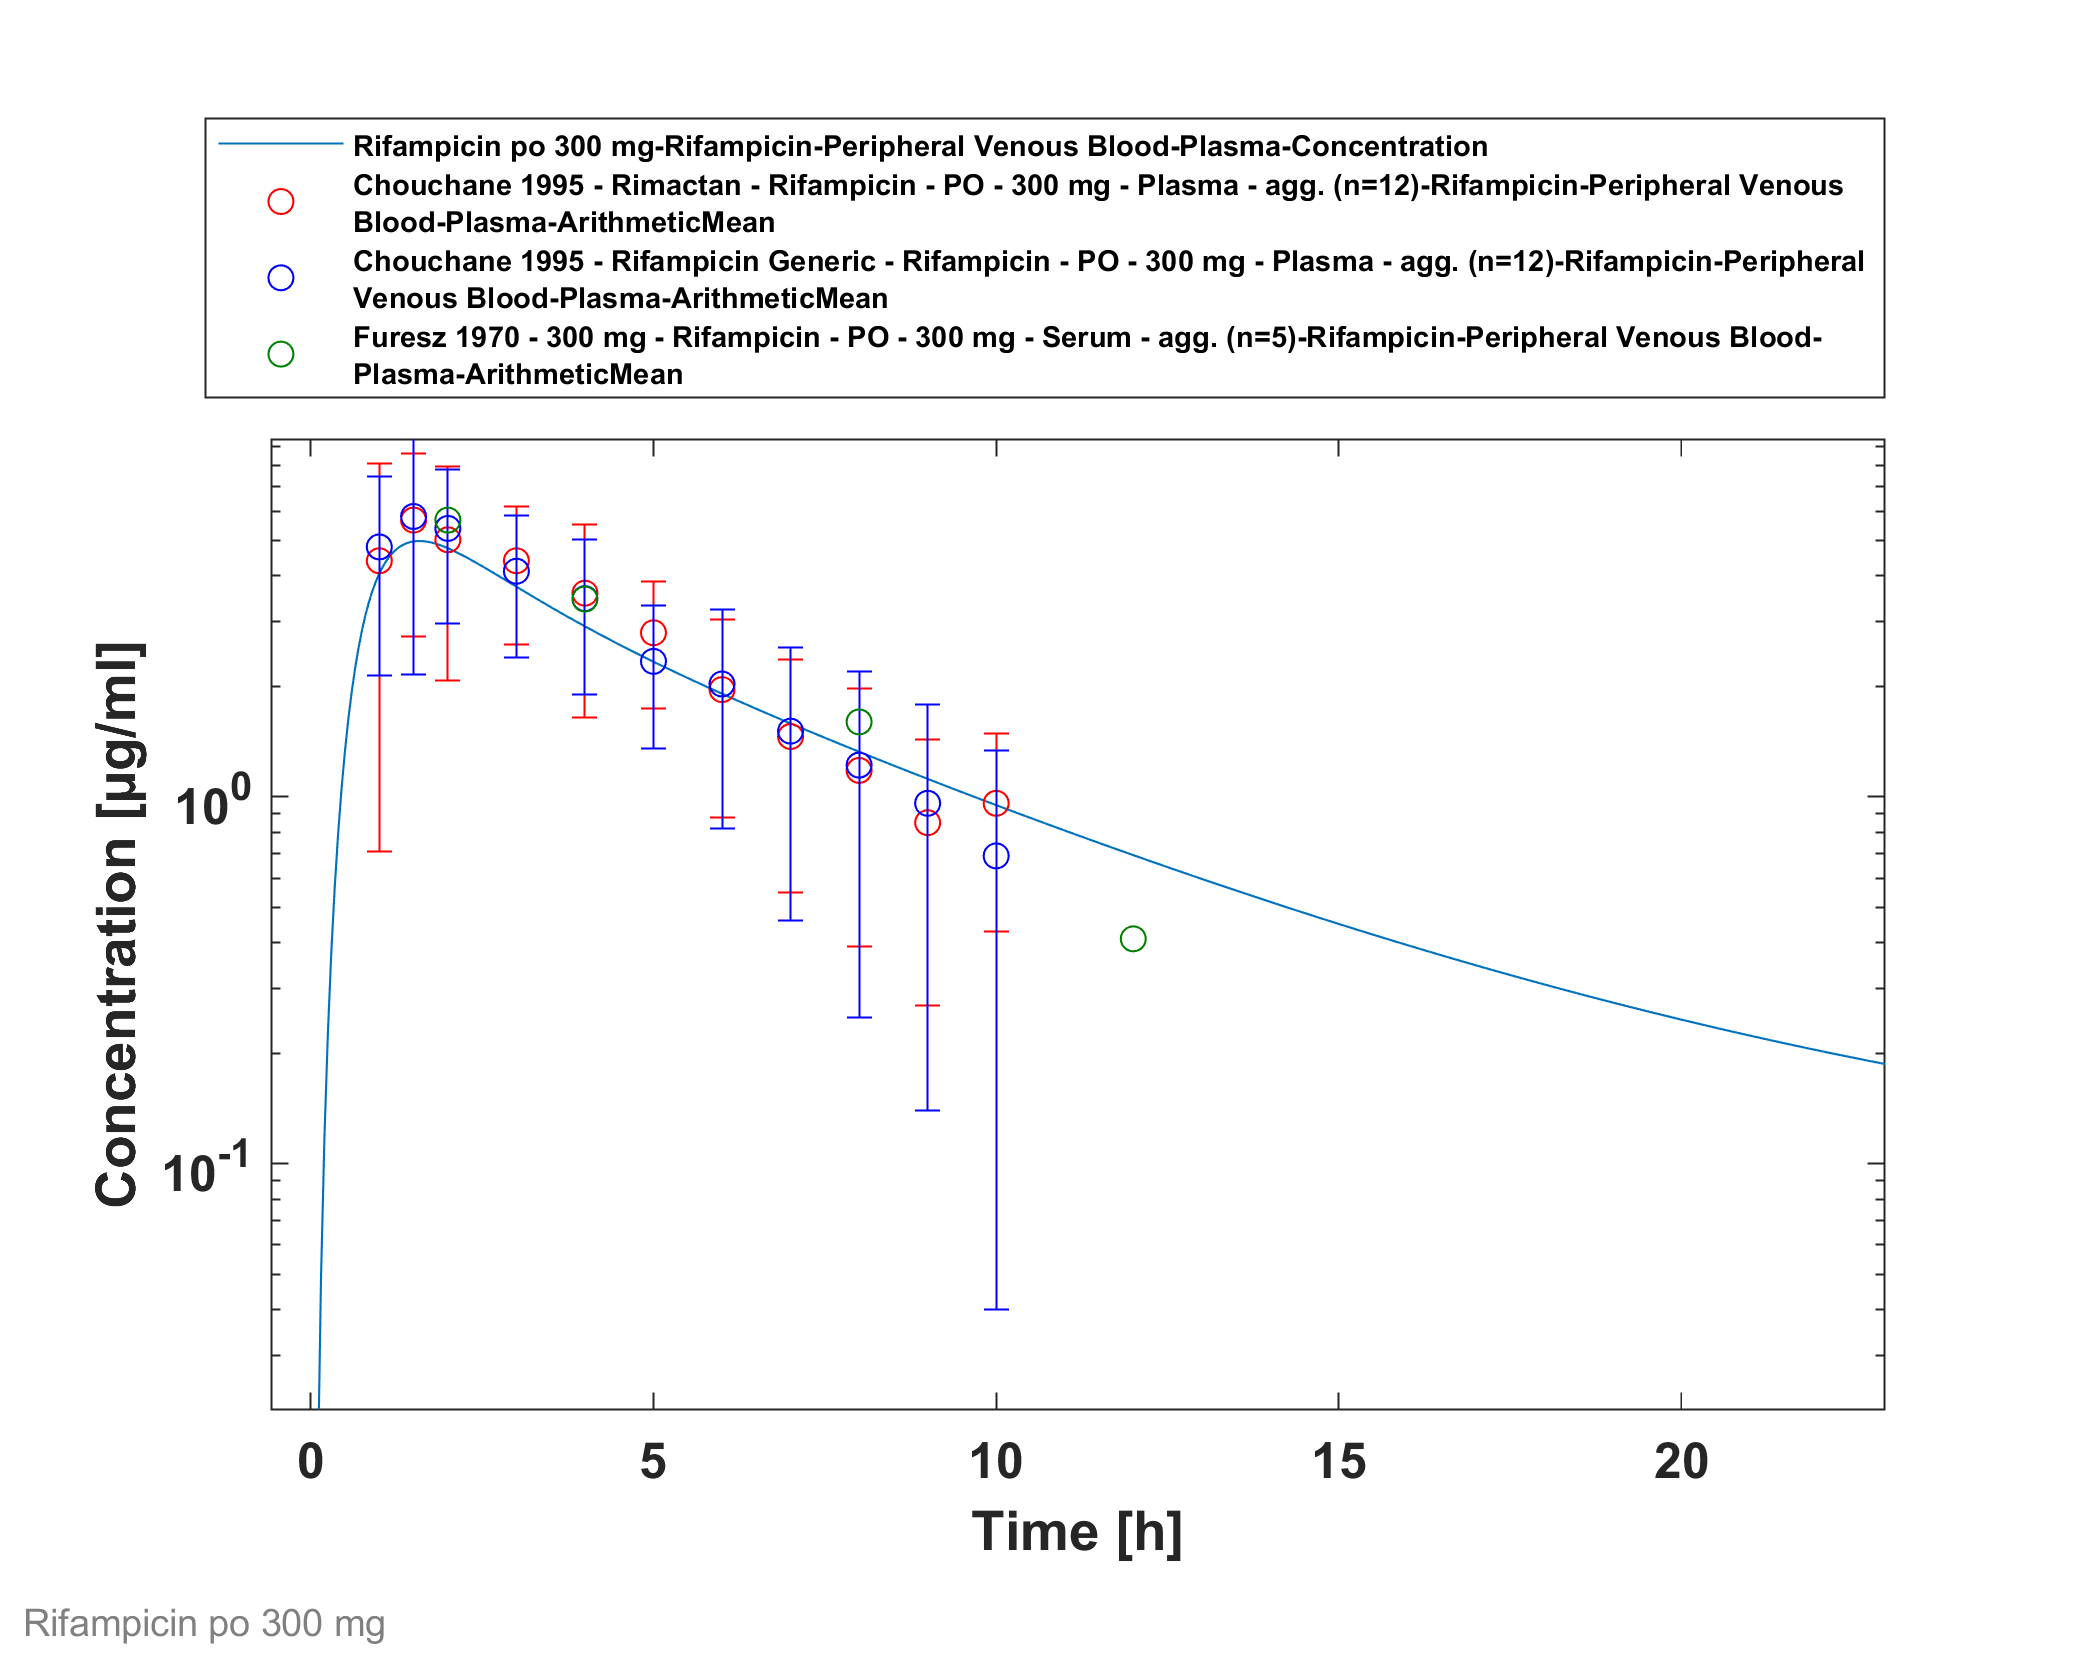 Rifampicin po 300 mg-Rifampicin-Peripheral Venous Blood-Plasma-Concentration
Chouchane 1995 - Rimactan - Rifampicin - PO - 300 mg - Plasma - agg. (n=12)-Rifampicin-Peripheral Venous
Blood-Plasma-ArithmeticMean
Chouchane 1995 - Rifampicin Generic - Rifampicin - PO - 300 mg - Plasma - agg. (n=12)-Rifampicin-Peripheral
Venous Blood-Plasma-ArithmeticMean
Furesz 1970 - 300 mg - Rifampicin - PO - 300 mg - Serum - agg. (n=5)-Rifampicin-Peripheral Venous Blood-
Plasma-ArithmeticMean
Concentration [µg/ml]
10^0
10^-1
0 5 10 15 20
Time [h]
Rifampicin po 300 mg